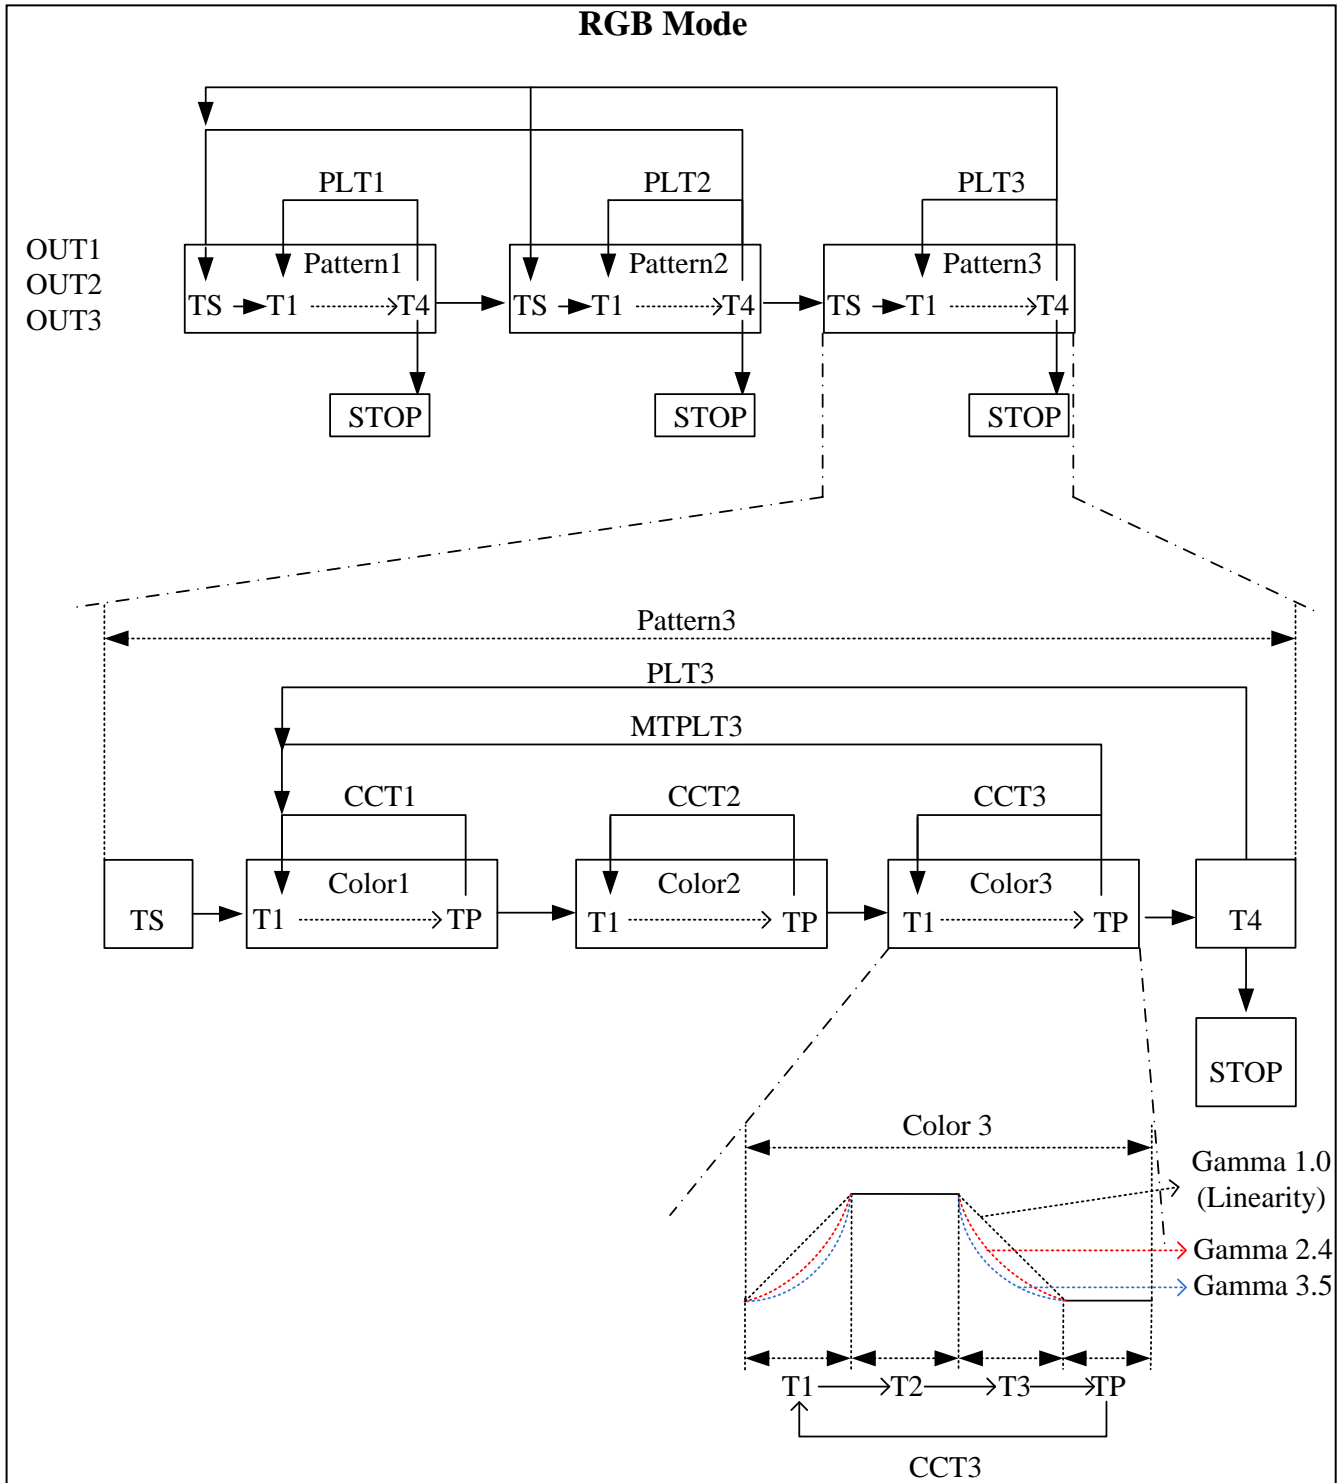 RGB Mode
PLT1 PLT2 PLT3
OUT1
OUT2
OUT3
Pattern1 Pattern2 Pattern3
TS T1 T4 TS T1 T4 TS T1 T4
STOP STOP STOP
Pattern3
PLT3
MTPLT3
CCT1 CCT2 CCT3
Color1 Color2 Color3
TS T1 TP T1 TP T1 TP T4
STOP
Color 3
Gamma 1.0
(Linearity)
Gamma 2.4
Gamma 3.5
T1 T2 T3 TP
CCT3